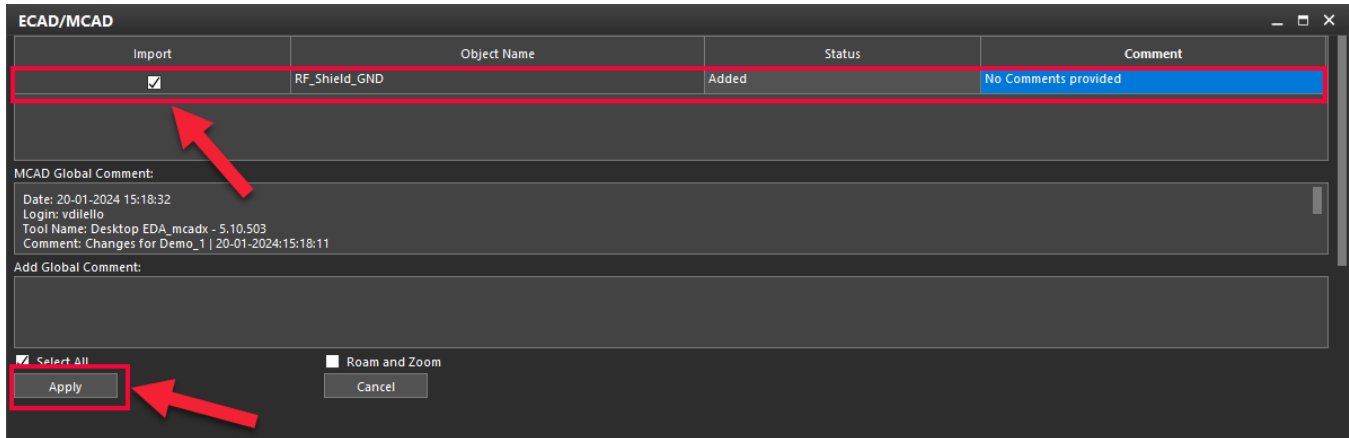 ECAD/MCAD
Import Object Name Status Comment
RF_Shield_GND Added No Comments provided
MCAD Global Comment:
Date: 20-01-2024 15:18:32
Login: vdilello
Tool Name: Desktop EDA_mcadx - 5.10.503
Comment: Changes for Demo_1 | 20-01-2024:15:18:11
Add Global Comment:
Select All Roam and Zoom
Apply Cancel